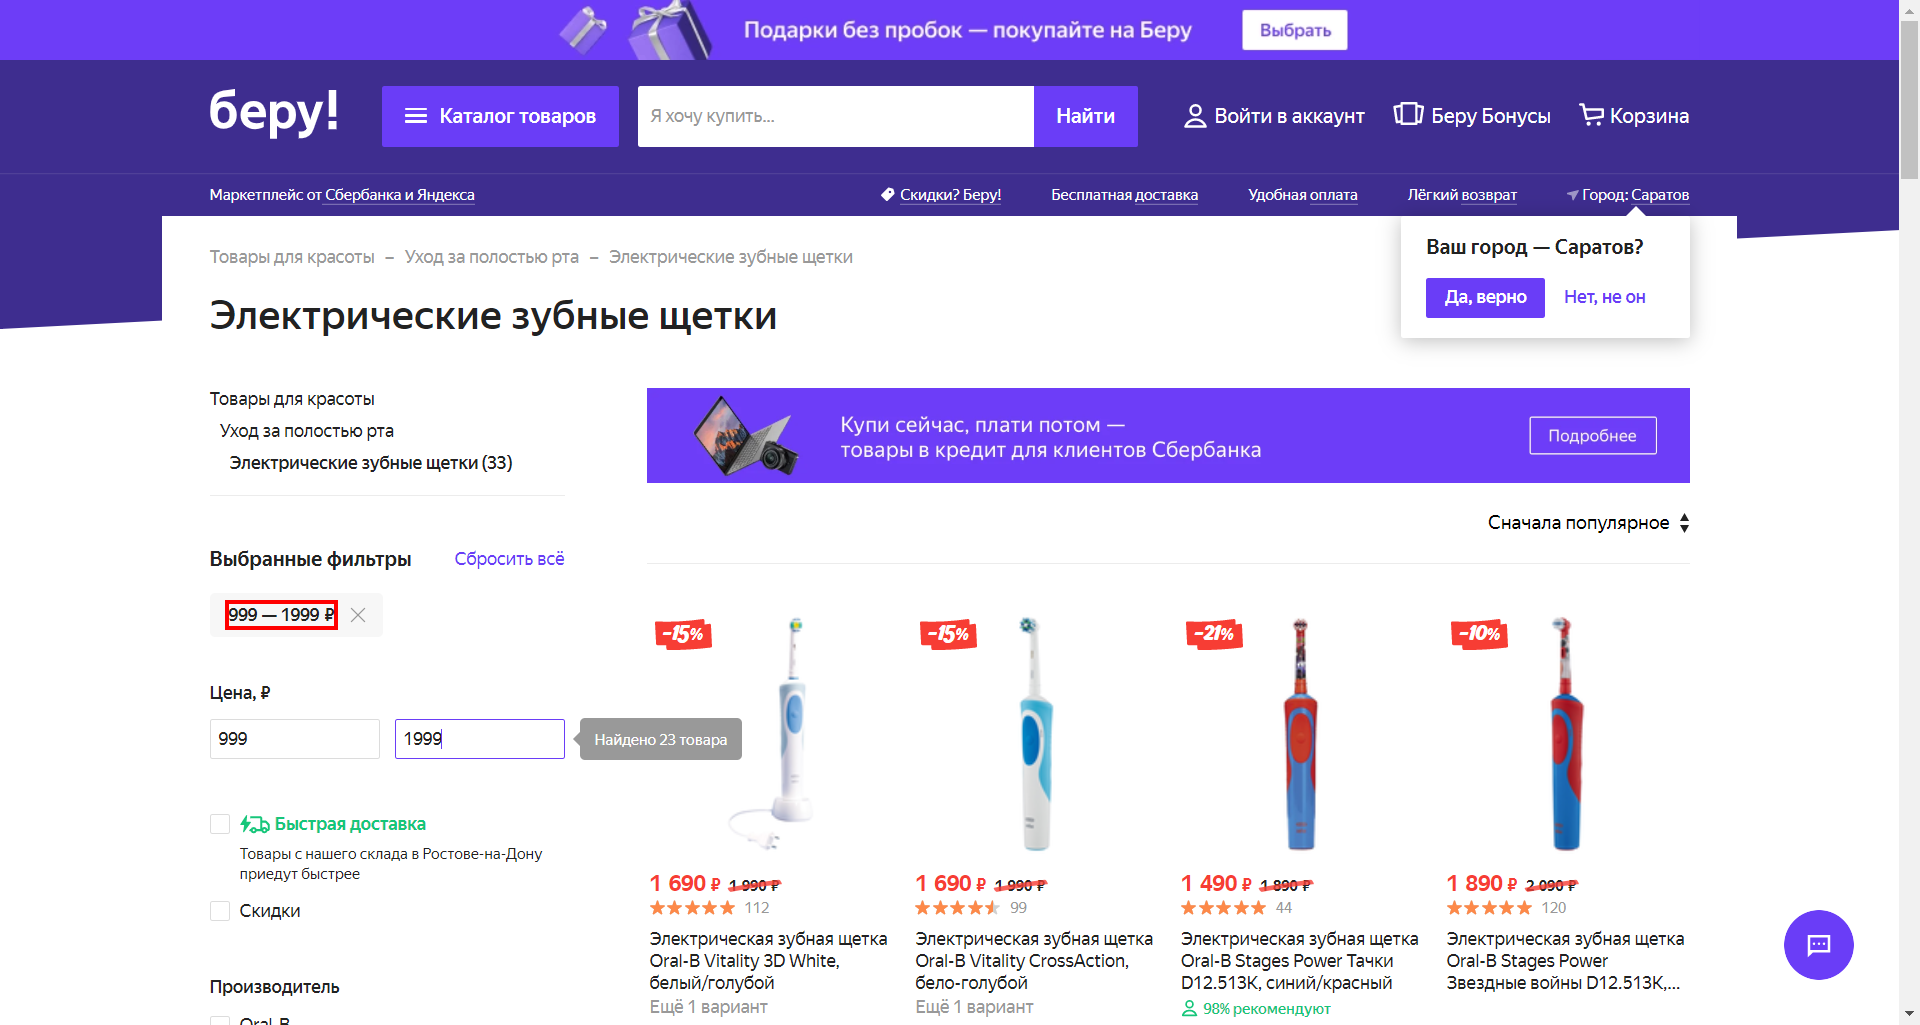 Подарки без пробок — покупайте на Беру
Выбрать
беру!
Каталог товаров
Я хочу купить...
Найти
Войти в аккаунт
Беру Бонусы
Корзина
Маркетплейс от Сбербанка и Яндекса
Скидки? Беру!
Бесплатная доставка
Удобная оплата
Лёгкий возврат
Город: Саратов
Ваш город — Саратов?
Да, верно
Нет, не он
Товары для красоты – Уход за полостью рта – Электрические зубные щетки
Электрические зубные щетки
Товары для красоты
Уход за полостью рта
Электрические зубные щетки (33)
Купи сейчас, плати потом —
товары в кредит для клиентов Сбербанка
Подробнее
Сначала популярное
Выбранные фильтры
Сбросить всё
999 — 1999 ₽
Цена, ₽
999
1999
Найдено 23 товара
Быстрая доставка
Товары с нашего склада в Ростове-на-Дону
приедут быстрее
Скидки
Производитель
Oral-B
-15%
1 690 ₽ 1 990 ₽
112
Электрическая зубная щетка
Oral-B Vitality 3D White,
белый/голубой
Ещё 1 вариант
-15%
1 690 ₽ 1 990 ₽
99
Электрическая зубная щетка
Oral-B Vitality CrossAction,
бело-голубой
Ещё 1 вариант
-21%
1 490 ₽ 1 890 ₽
44
Электрическая зубная щетка
Oral-B Stages Power Тачки
D12.513K, синий/красный
98% рекомендуют
-10%
1 890 ₽ 2 090 ₽
120
Электрическая зубная щетка
Oral-B Stages Power
Звездные войны D12.513K,...